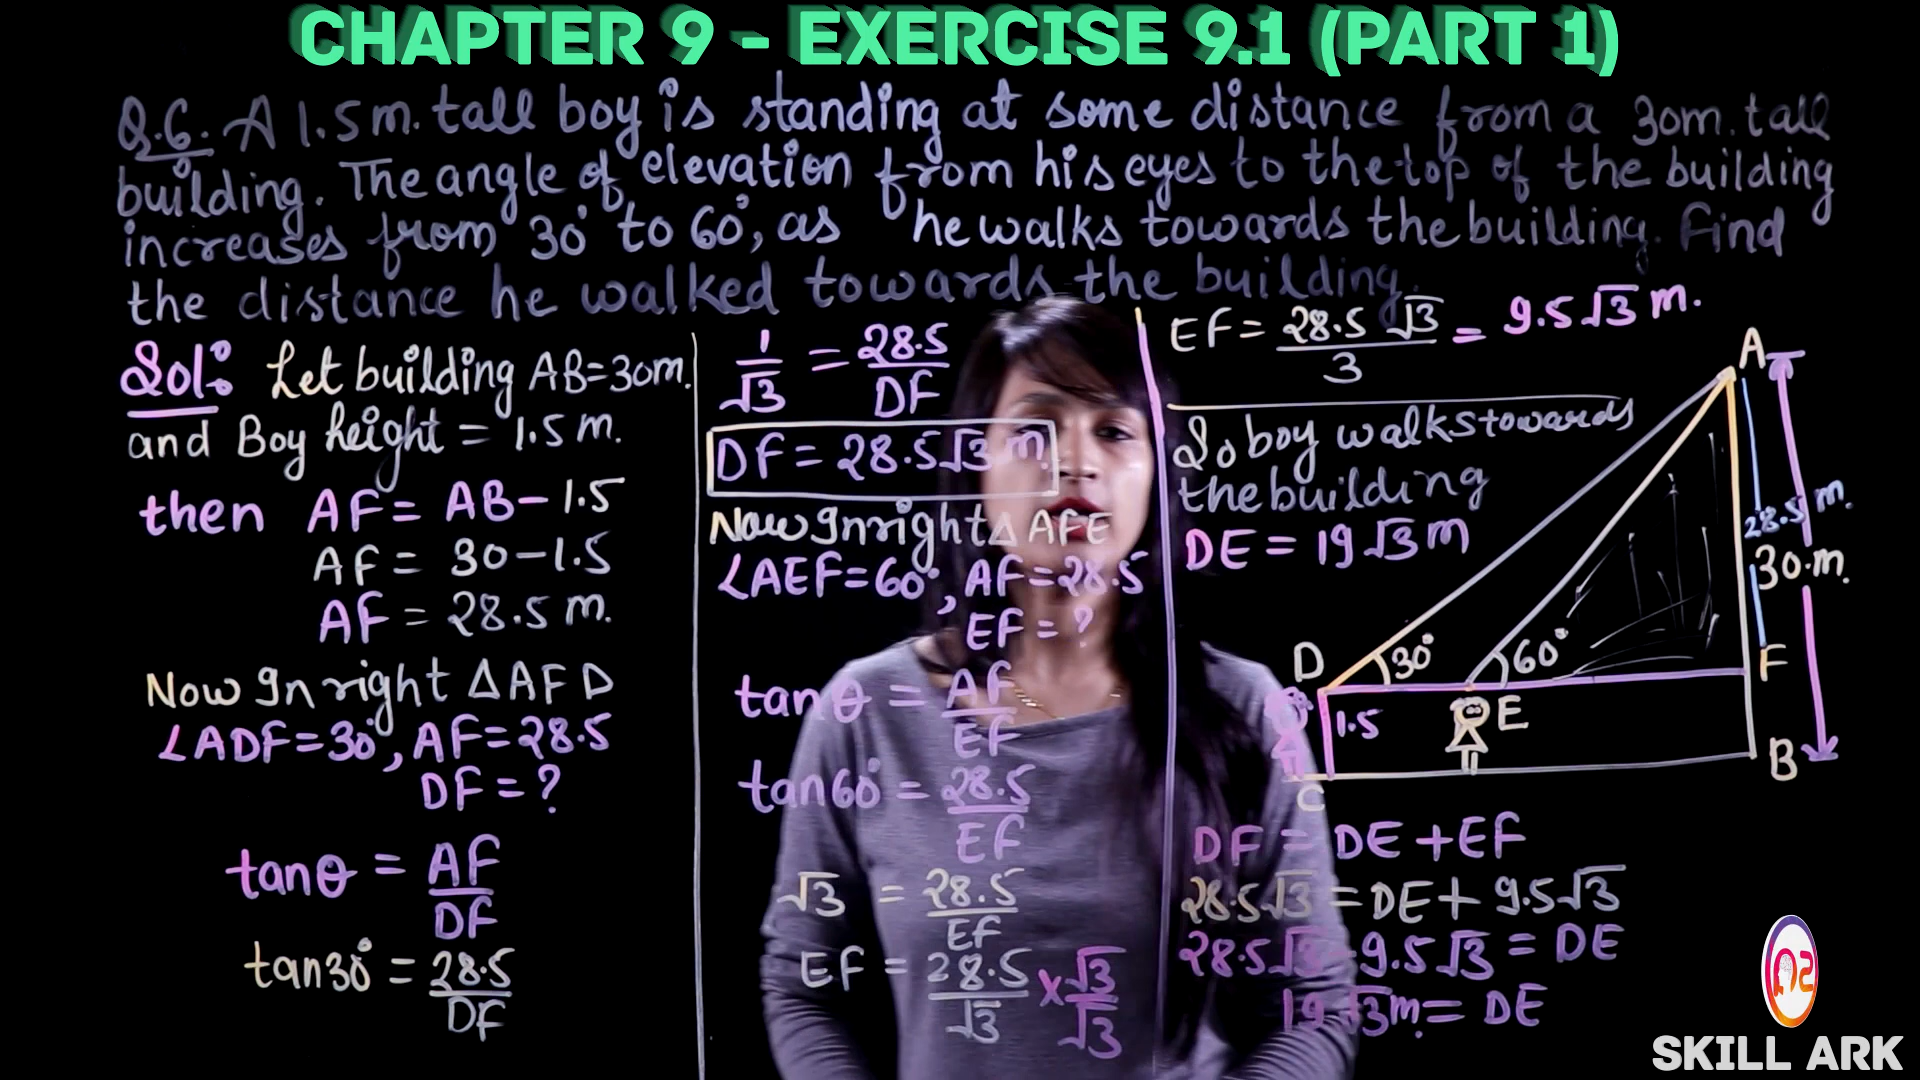 CHAPTER 9 - EXERCISE 9.1 (PART 1)
Q.6. A 1.5m. tall boy is standing at some distance from a 30m. tall
building. The angle of elevation from his eyes to the top of the building
increases from 30° to 60°, as he walks towards the building. Find
the distance he walked towards the building.
Sol: Let building AB=30m.
and Boy height = 1.5 m.
then AF = AB-1.5
AF = 30-1.5
AF = 28.5 m.
Now In right △ AFD
∠ADF=30°, AF=28.5
DF = ?
tanθ = AF/DF
tan30° = 28.5/DF
1/√3 = 28.5/DF
DF = 28.5√3 m.
Now In right △ AFE
∠AEF=60°, AF=28.5
EF = ?
tanθ = AF/EF
tan60° = 28.5/EF
√3 = 28.5/EF
EF = 28.5/√3 × √3/√3
EF = 28.5 √3/3 = 9.5√3 m.
So boy walks towards
the building
DE = 19√3 m
A
28.5 m.
30 m.
D
30°
60°
F
E
1.5
B
C
DF = DE + EF
28.5√3 = DE + 9.5√3
28.5√3 - 9.5√3 = DE
19√3 m. = DE
SKILL ARK